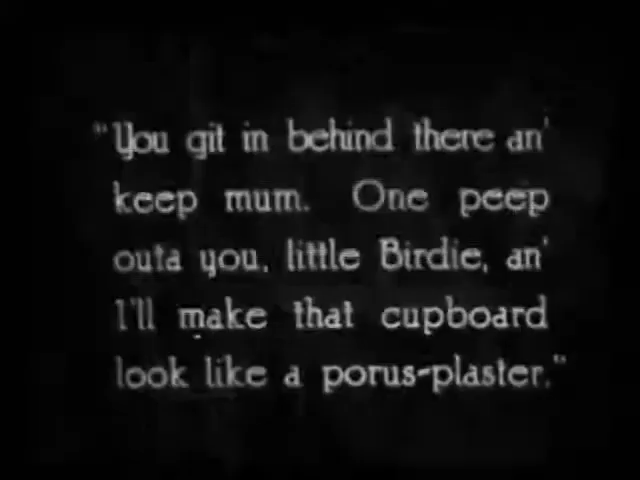 "You git in behind there an'
keep mum. One peep
outa you, little Birdie, an'
I'll make that cupboard
look like a porus-plaster."